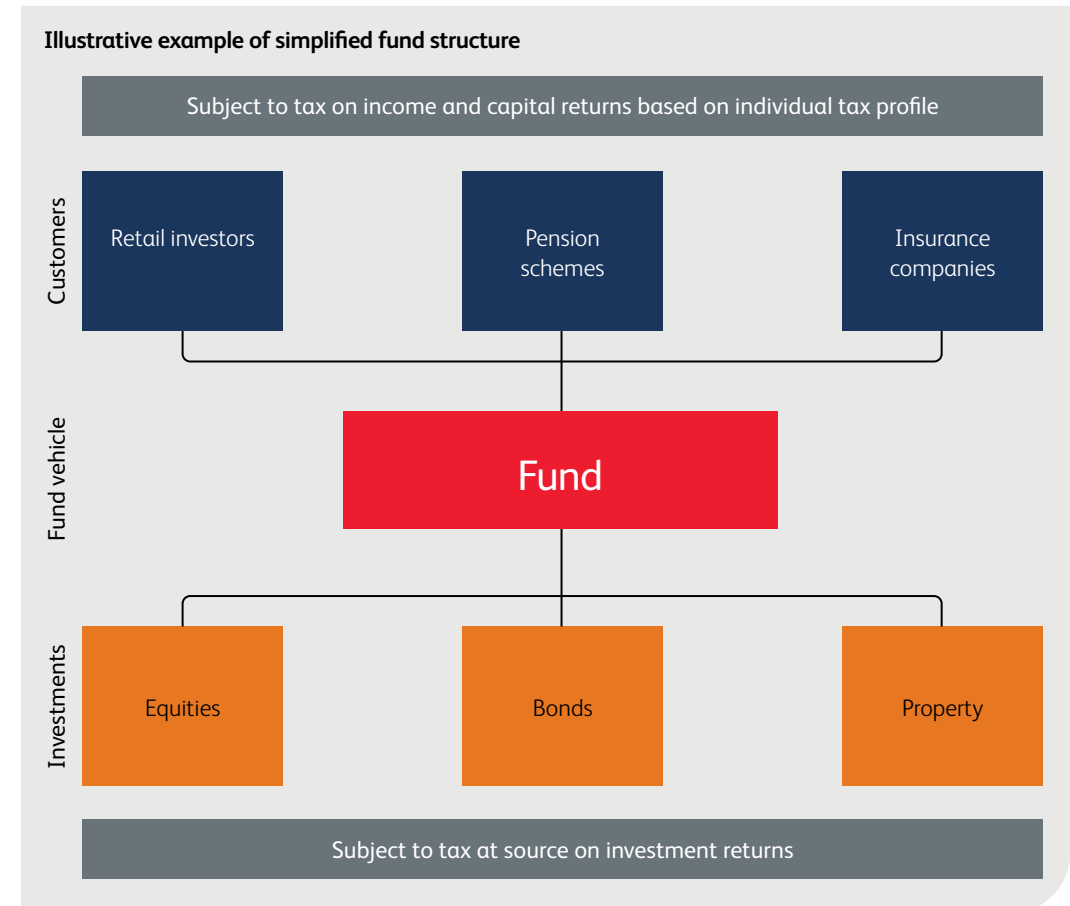 Illustrative example of simplified fund structure
Subject to tax on income and capital returns based on individual tax profile
Customers
Retail investors
Pension
schemes
Insurance
companies
Fund vehicle
Fund
Investments
Equities
Bonds
Property
Subject to tax at source on investment returns